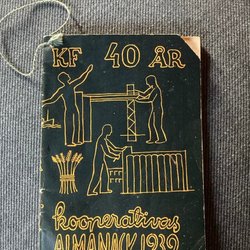 KF 40 ÅR
kooperativas
ALMANACK 1939